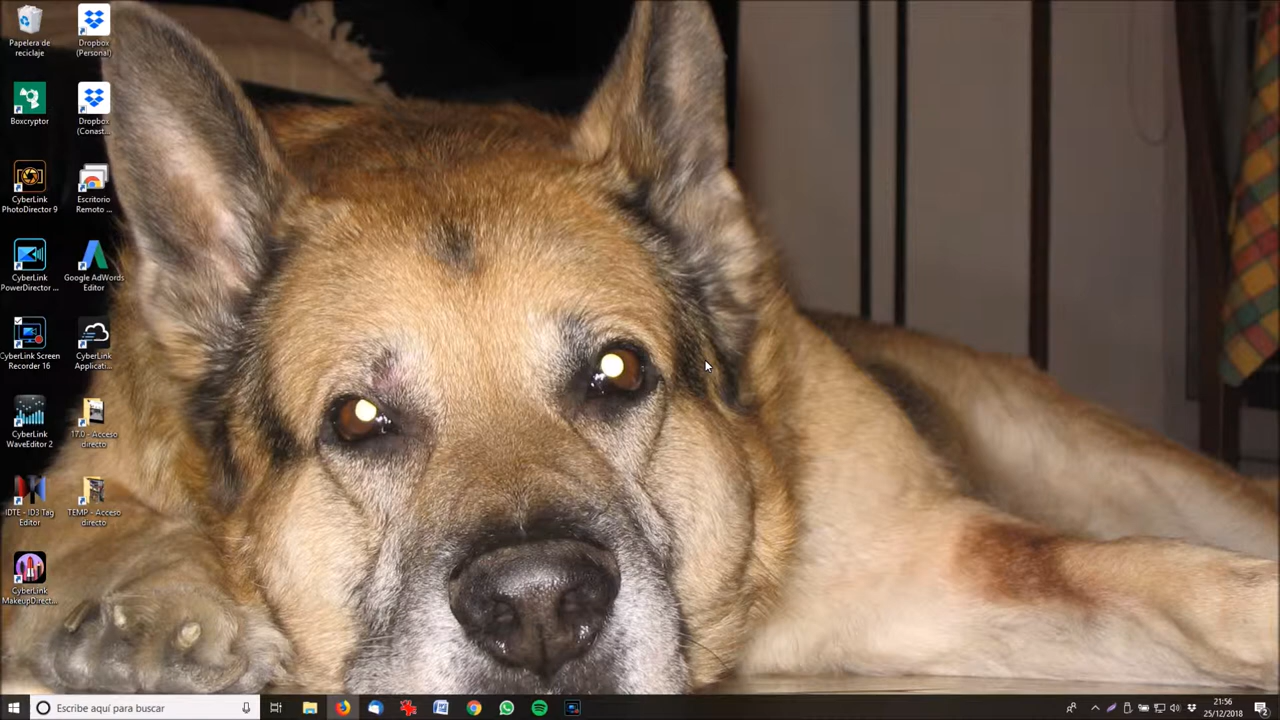 Papelera de
reciclaje
Dropbox
(Personal)
Boxcryptor
Dropbox
(Conast...
CyberLink
PhotoDirector 9
Escritorio
Remoto ...
CyberLink
PowerDirector ...
Google AdWords
Editor
CyberLink Screen
Recorder 16
CyberLink
Applicati...
CyberLink
WaveEditor 2
17.0 - Acceso
directo
IDTE - ID3 Tag
Editor
TEMP - Acceso
directo
CyberLink
MakeupDirect...
Escribe aquí para buscar
21:56
25/12/2018
2